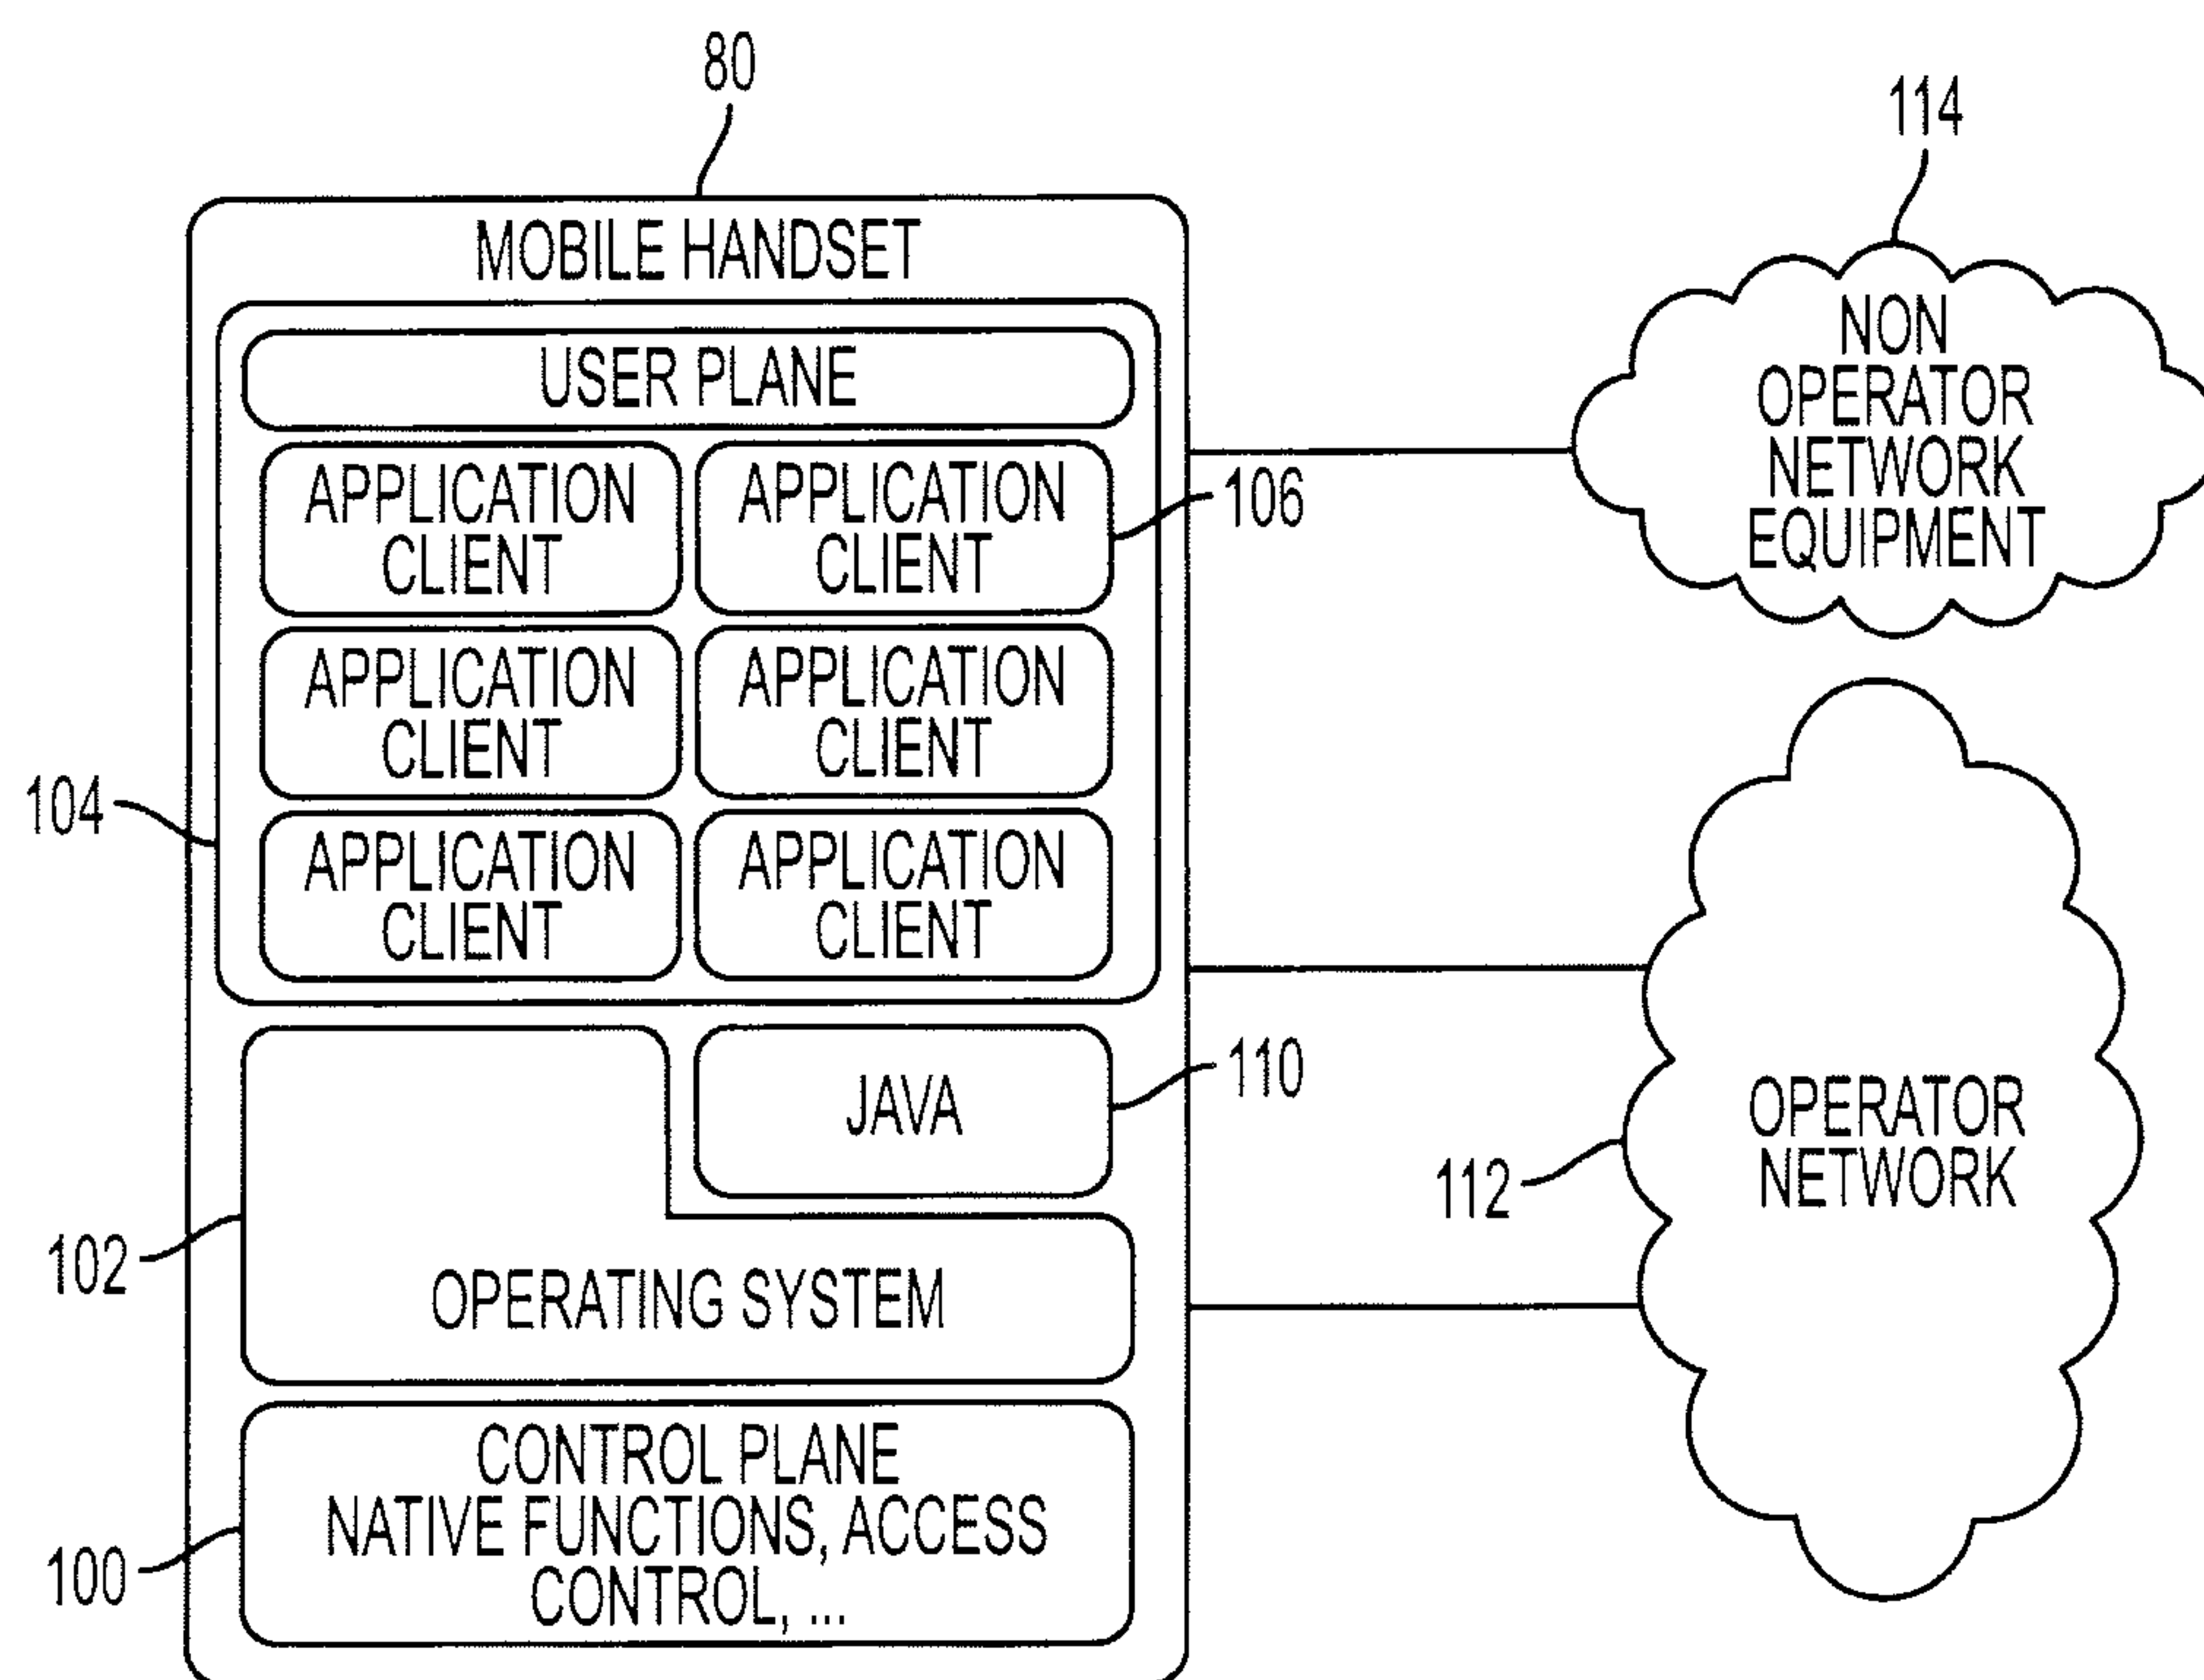 80
114
MOBILE HANDSET
USER PLANE
NON
OPERATOR
NETWORK
EQUIPMENT
APPLICATION
CLIENT
APPLICATION
CLIENT
106
APPLICATION
CLIENT
APPLICATION
CLIENT
104
APPLICATION
CLIENT
APPLICATION
CLIENT
JAVA
110
OPERATOR
NETWORK
112
102
OPERATING SYSTEM
CONTROL PLANE
NATIVE FUNCTIONS, ACCESS
CONTROL, ...
100